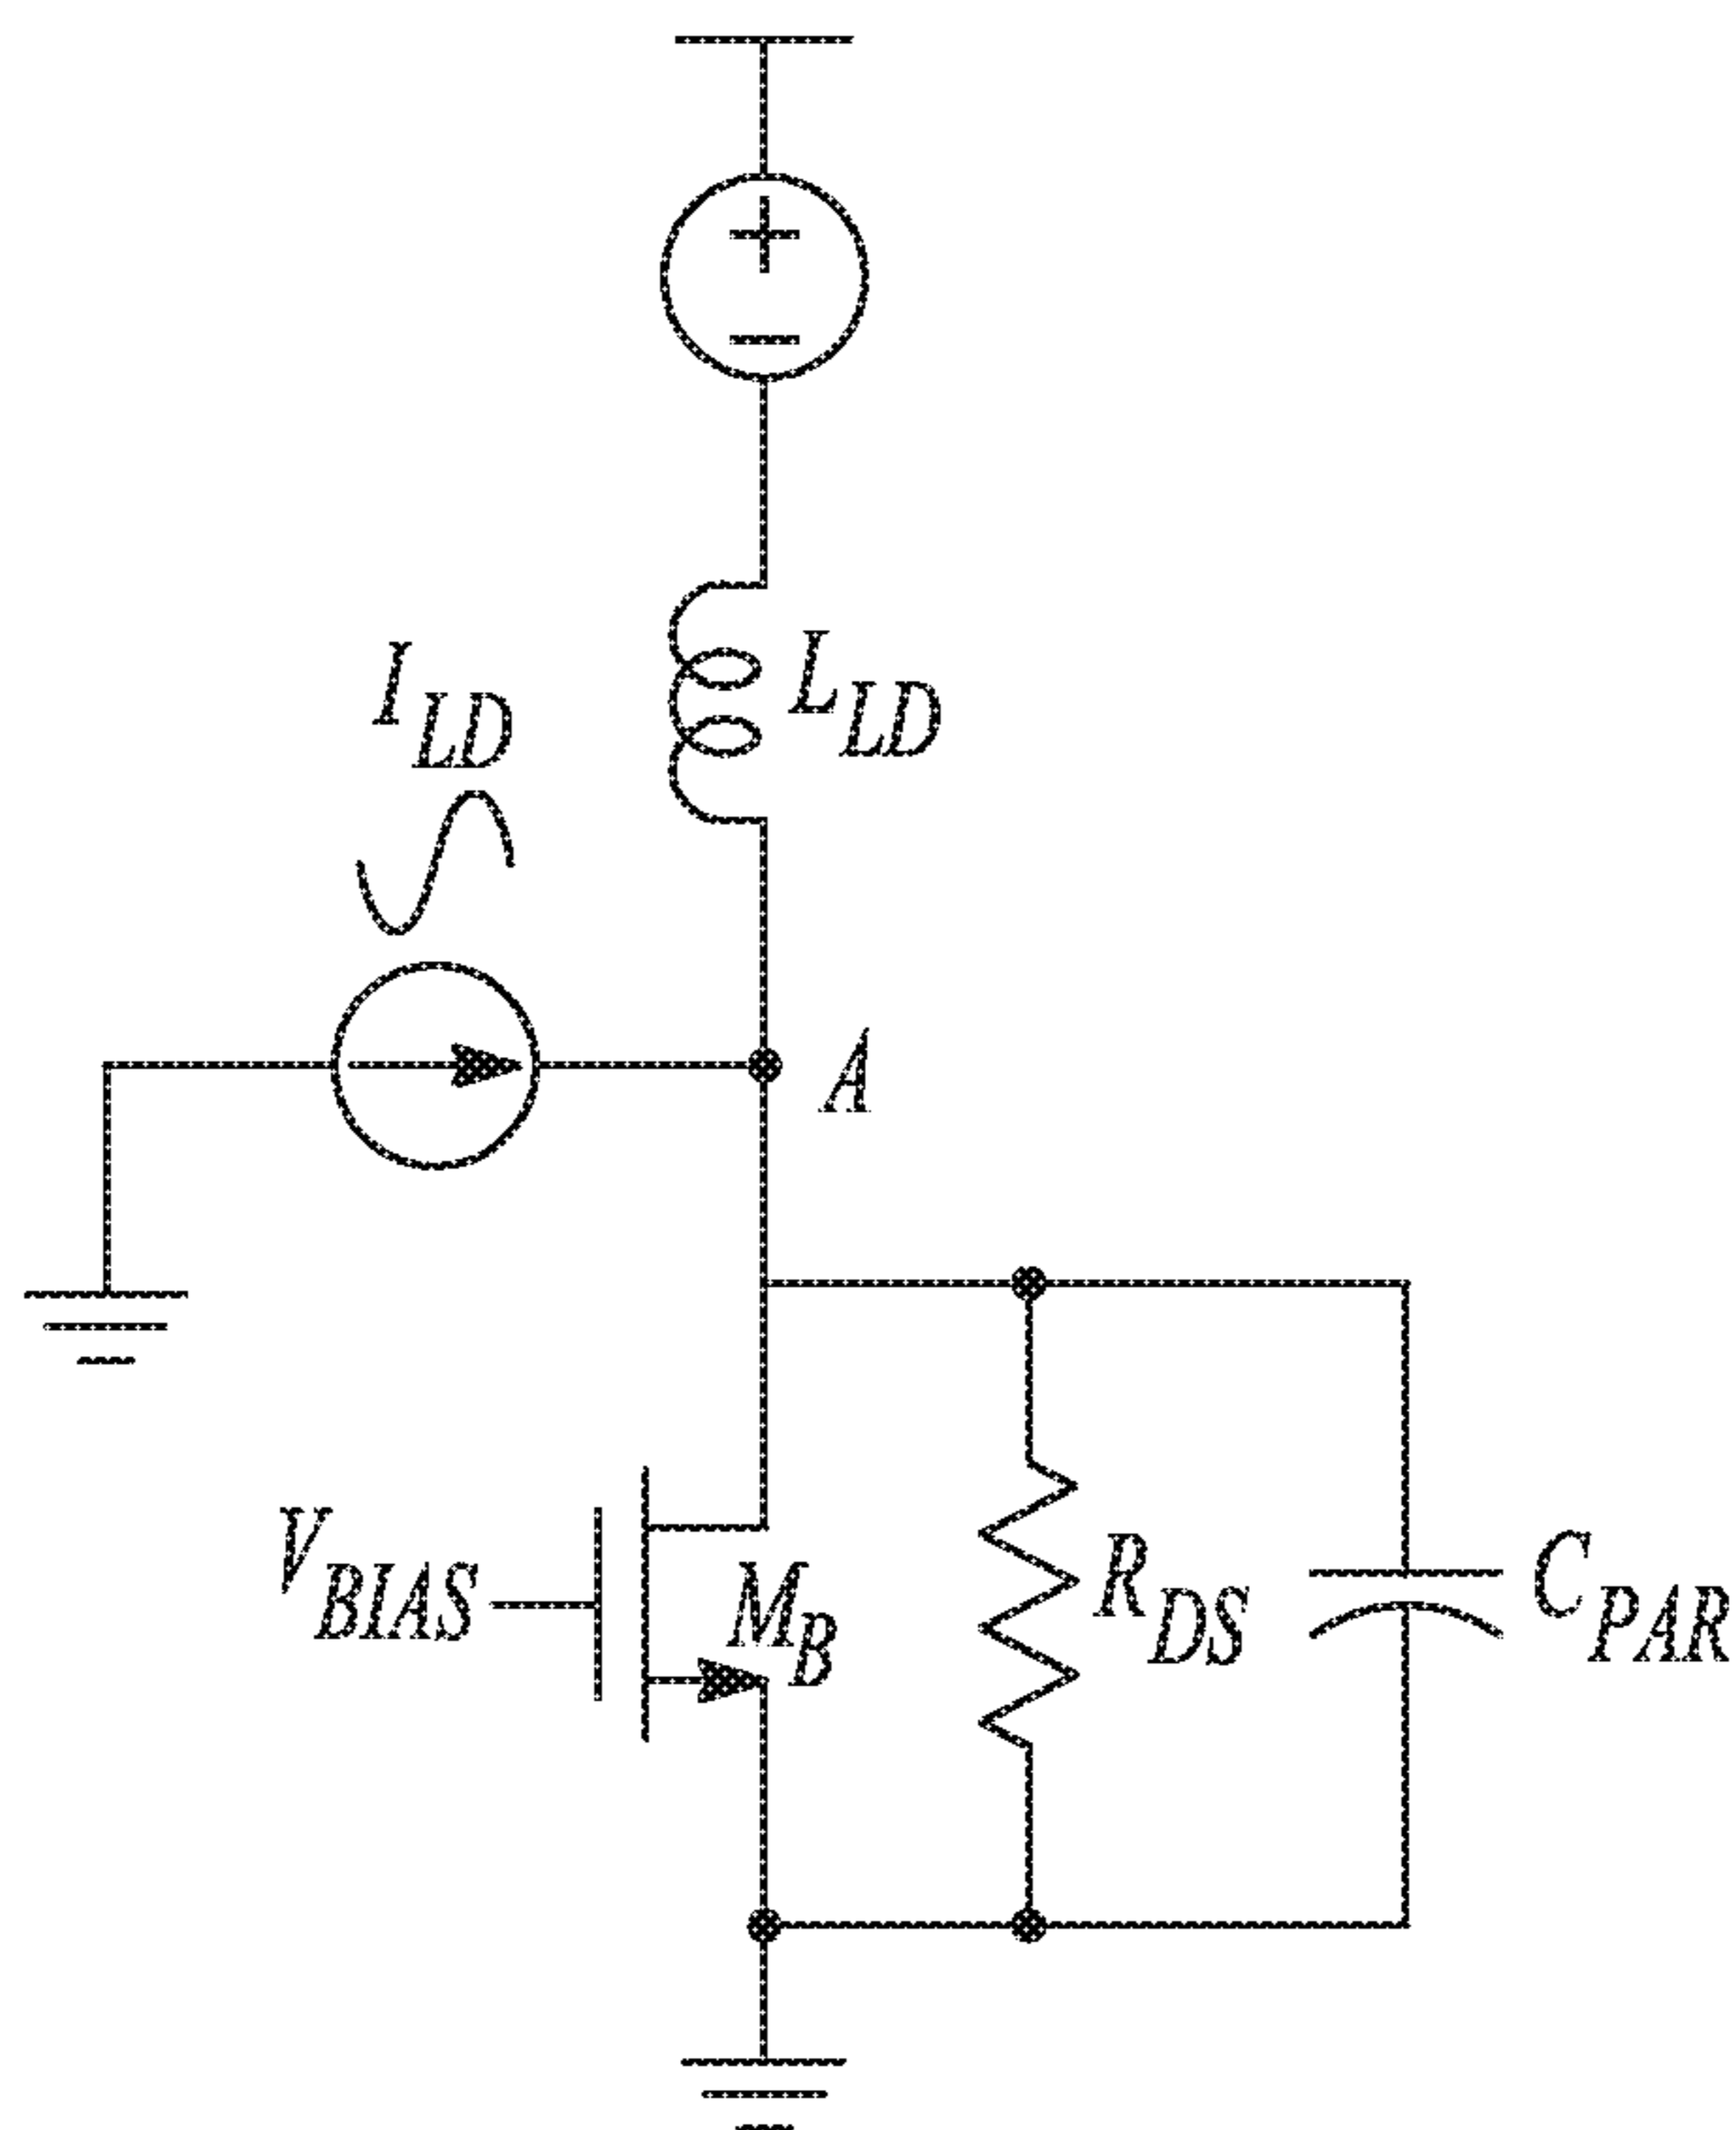 +
−
L_LD
I_LD
A
V_BIAS
M_B
R_DS
C_PAR